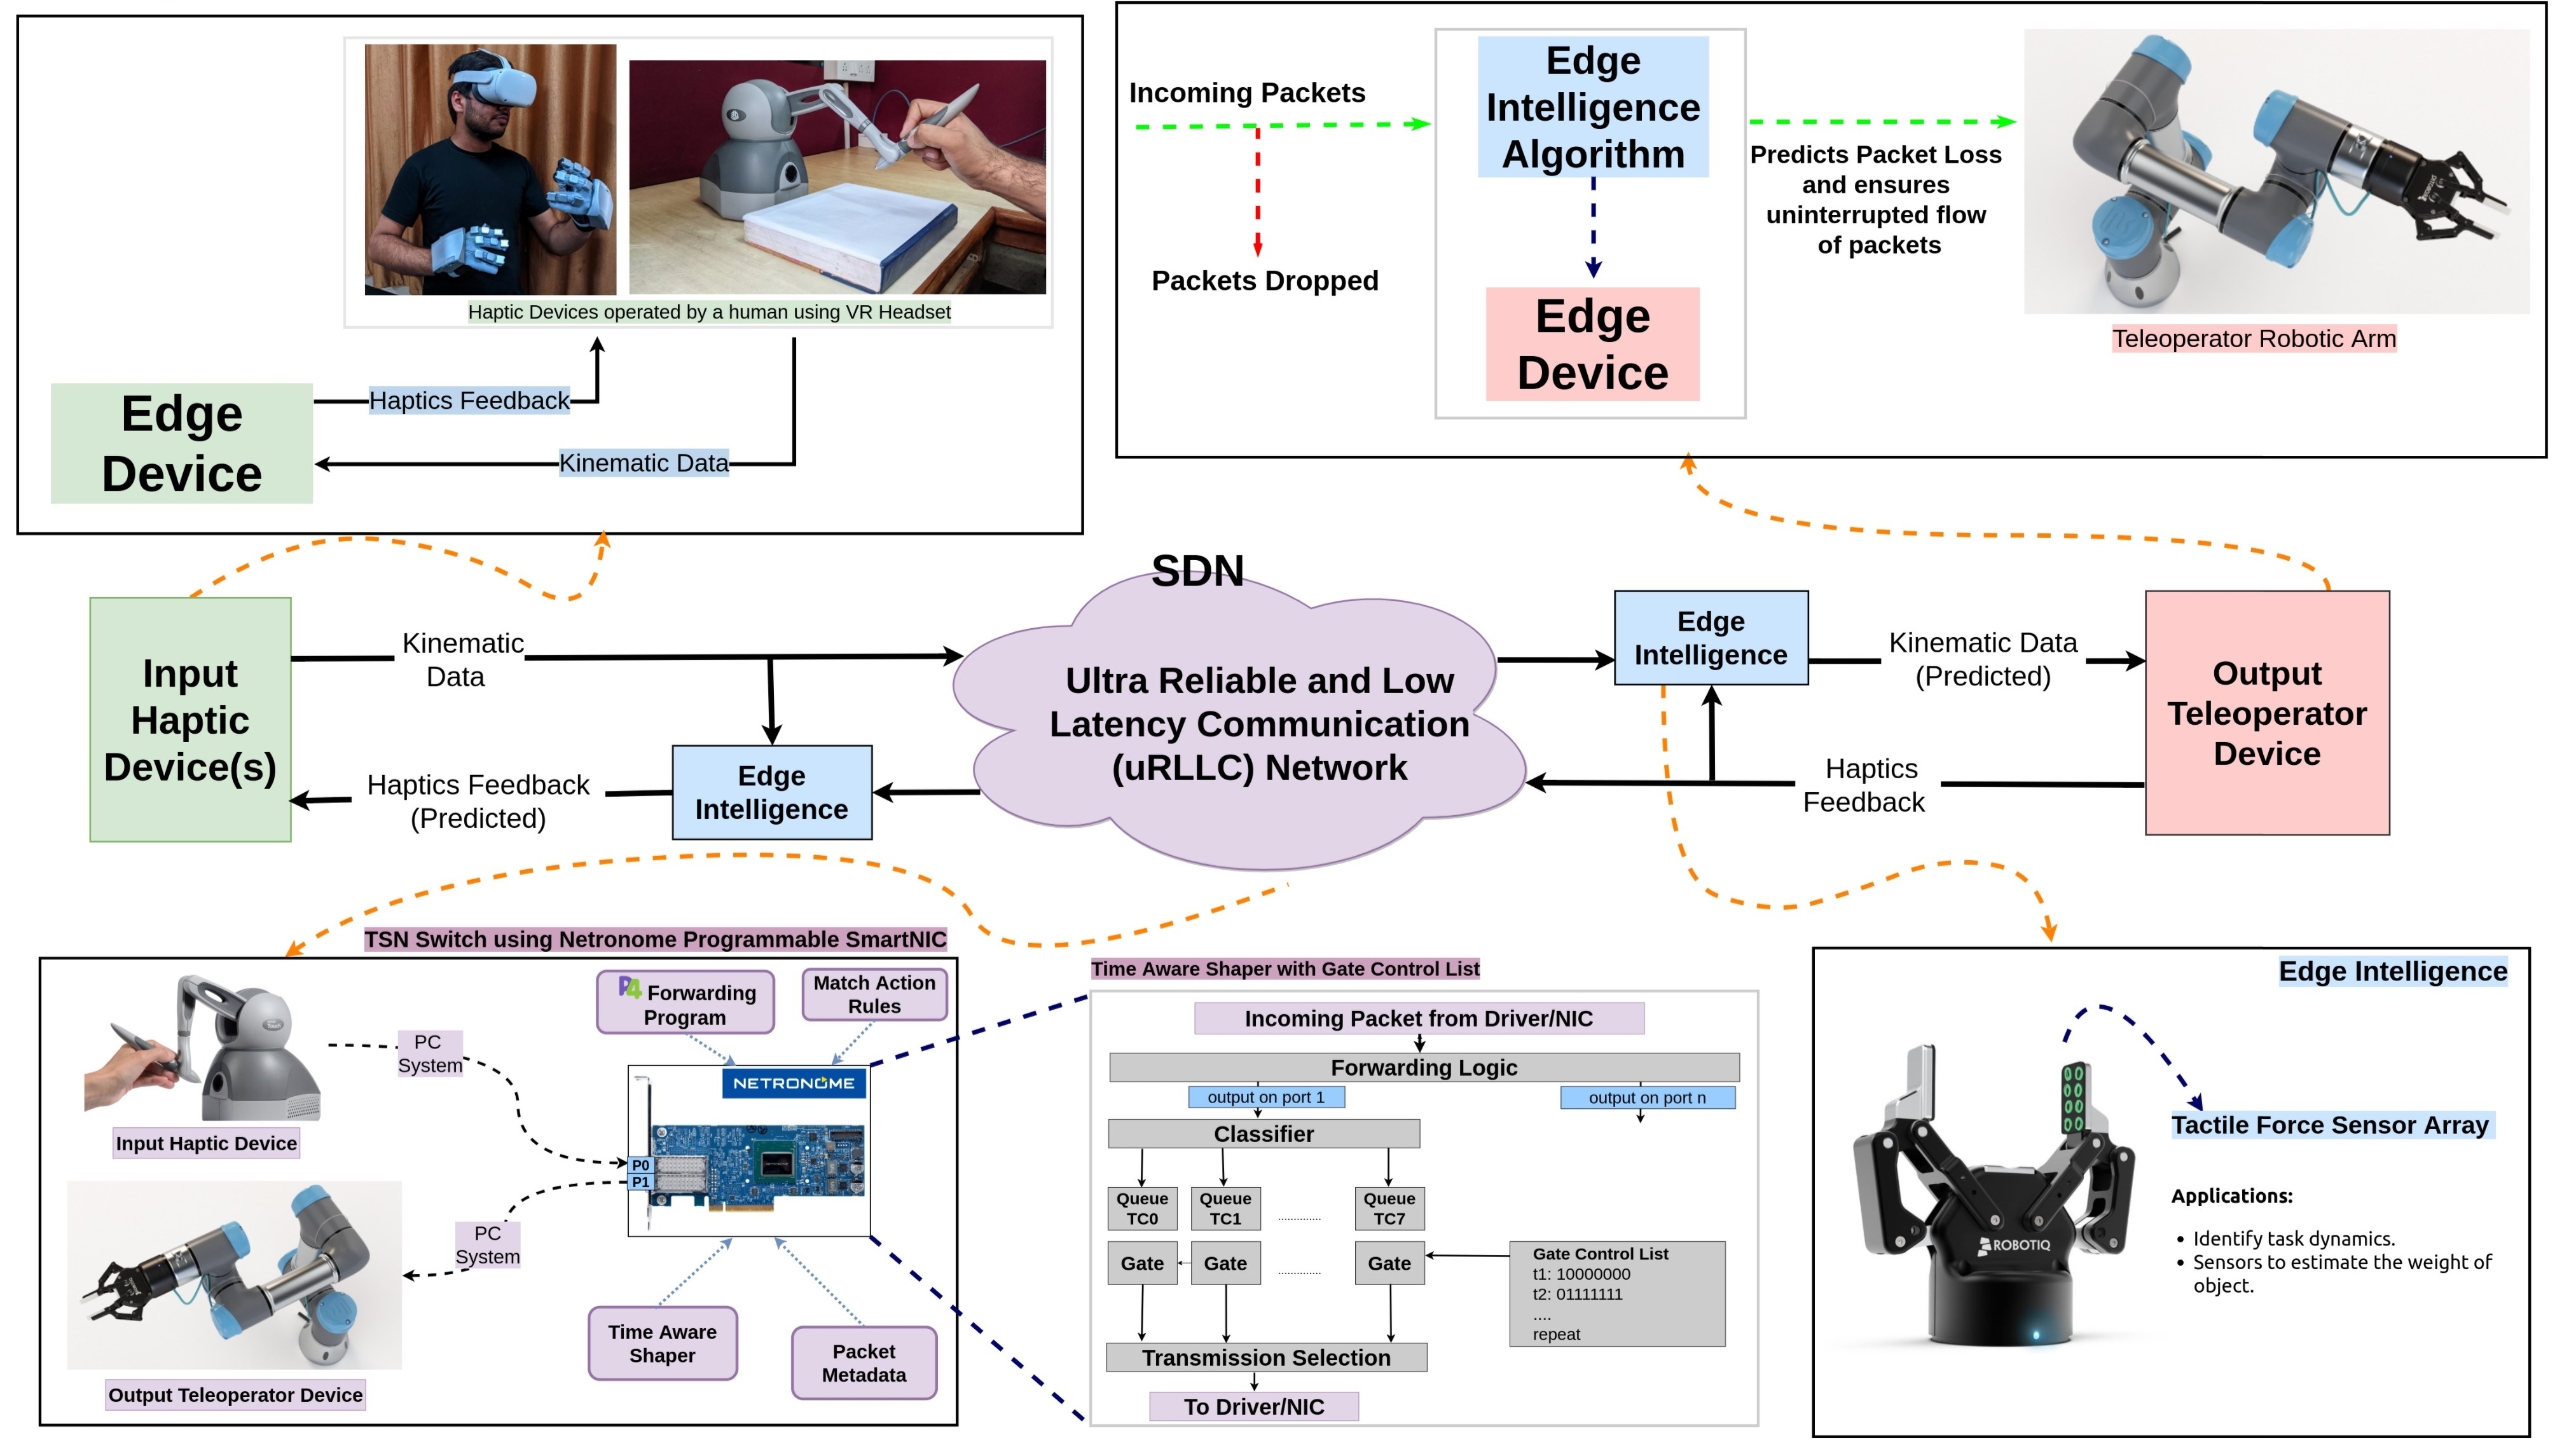 Haptic Devices operated by a human using VR Headset
Haptics Feedback
Edge
Device
Kinematic Data
Incoming Packets
Packets Dropped
Edge
Intelligence
Algorithm
Edge
Device
Predicts Packet Loss
and ensures
uninterrupted flow
of packets
Teleoperator Robotic Arm
SDN
Input
Haptic
Device(s)
Kinematic
Data
Haptics Feedback
(Predicted)
Edge
Intelligence
Ultra Reliable and Low
Latency Communication
(uRLLC) Network
Edge
Intelligence
Kinematic Data
(Predicted)
Haptics
Feedback
Output
Teleoperator
Device
TSN Switch using Netronome Programmable SmartNIC
P4 Forwarding
Program
Match Action
Rules
PC
System
Input Haptic Device
NETRONOME
P0
P1
PC
System
Time Aware
Shaper
Packet
Metadata
Output Teleoperator Device
Time Aware Shaper with Gate Control List
Incoming Packet from Driver/NIC
Forwarding Logic
output on port 1
output on port n
Classifier
Queue
TC0
Queue
TC1
..............
Queue
TC7
Gate
Gate
..............
Gate
Gate Control List
t1: 10000000
t2: 01111111
....
repeat
Transmission Selection
To Driver/NIC
Edge Intelligence
Tactile Force Sensor Array
ROBOTIQ
Applications:
• Identify task dynamics.
• Sensors to estimate the weight of
object.